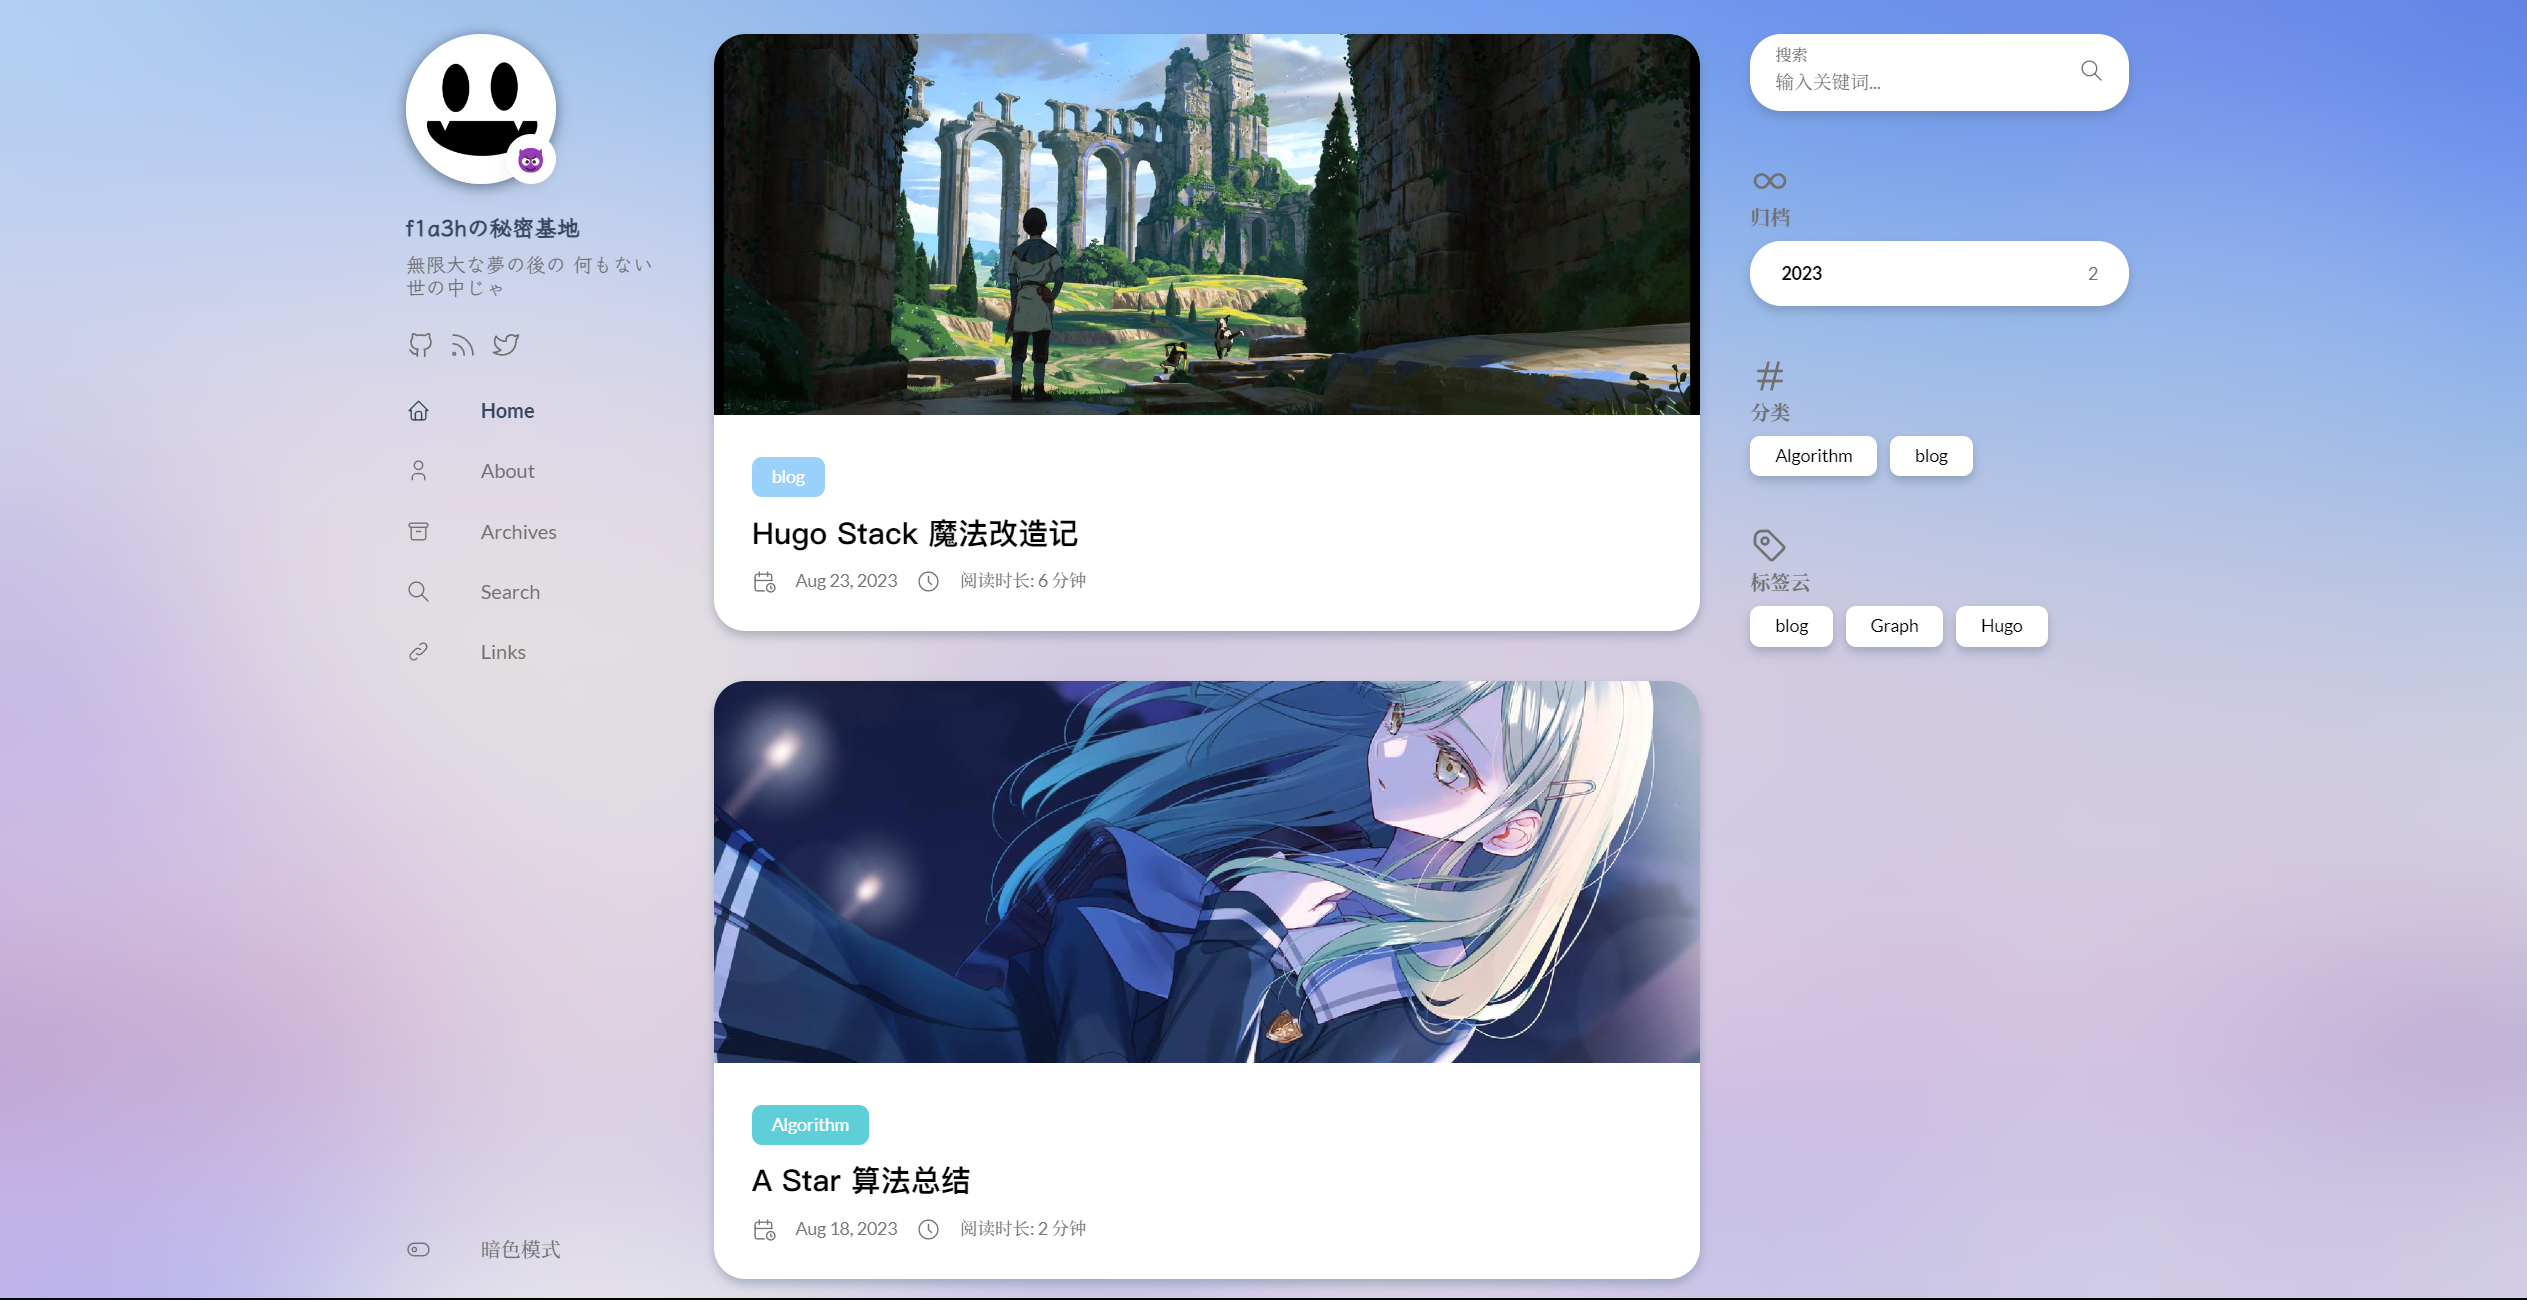 f1a3hの秘密基地
無限大な夢の後の 何もない
世の中じゃ
Home
About
Archives
Search
Links
暗色模式
blog
Hugo Stack 魔法改造记
Aug 23, 2023 阅读时长: 6 分钟
Algorithm
A Star 算法总结
Aug 18, 2023 阅读时长: 2 分钟
搜索
输入关键词...
归档
2023 2
分类
Algorithm blog
标签云
blog Graph Hugo